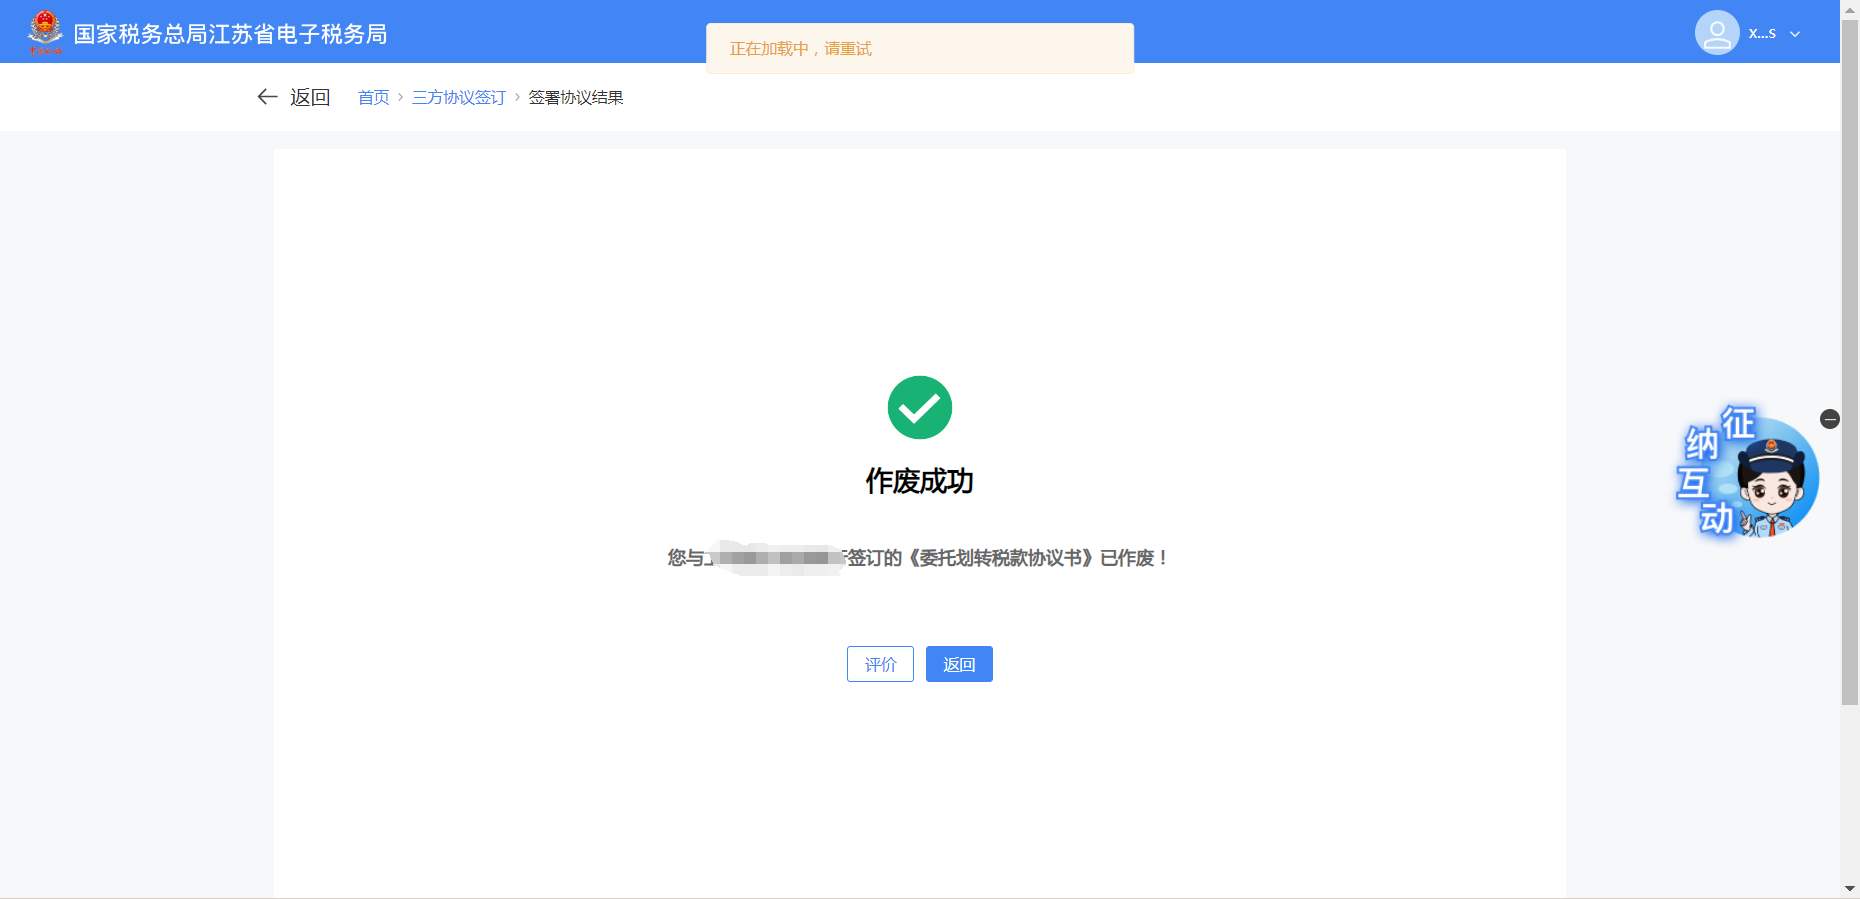 国家税务总局江苏省电子税务局
正在加载中，请重试
x...s
返回 首页 > 三方协议签订 > 签署协议结果
征纳互动
作废成功
您与 签订的《委托划转税款协议书》已作废！
评价 返回